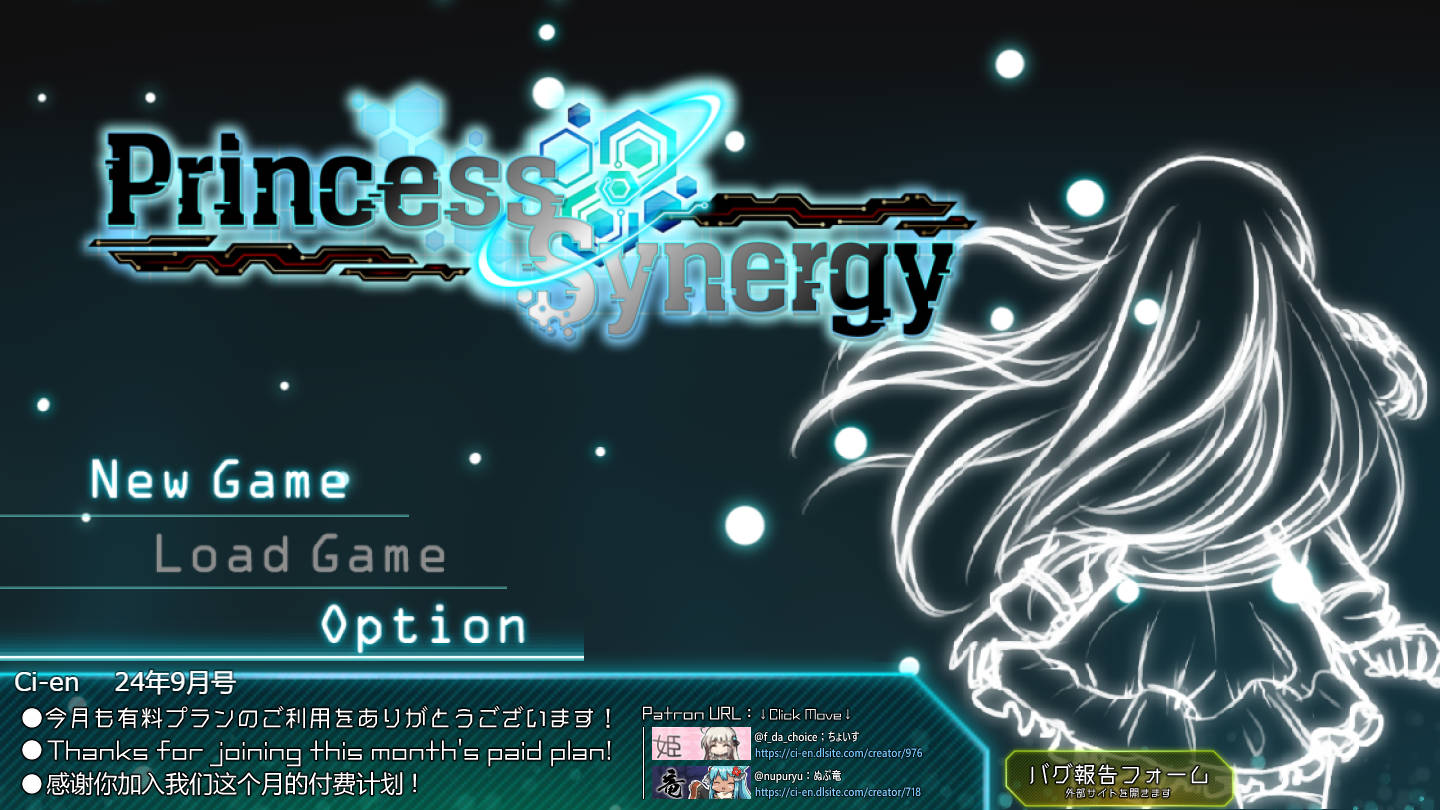 Princess
Synergy
New Game
Load Game
Option
Ci-en 24年9月号
●今月も有料プランのご利用をありがとうございます！
●Thanks for joining this month's paid plan!
●感谢你加入我们这个月的付费计划！
Patron URL：↓Click Move↓
姫
@f_da_choice：ちょいす
https://ci-en.dlsite.com/creator/976
竜
@nupuryu：ぬぷ竜
https://ci-en.dlsite.com/creator/718
バグ報告フォーム
外部サイトを開きます